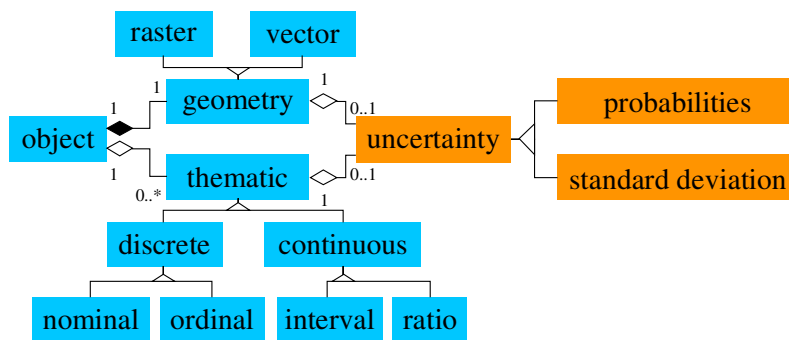 raster
vector
1
1
geometry
0..1
probabilities
1
object
uncertainty
1
thematic
0..1
standard deviation
0..*
1
discrete
continuous
nominal
ordinal
interval
ratio